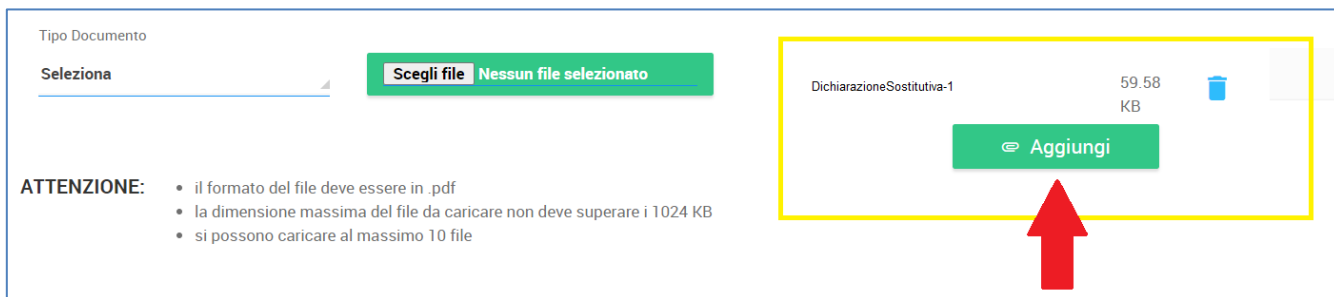 Tipo Documento
Seleziona
Scegli file Nessun file selezionato
DichiarazioneSostitutiva-1
59.58
KB
Aggiungi
ATTENZIONE:
• il formato del file deve essere in .pdf
• la dimensione massima del file da caricare non deve superare i 1024 KB
• si possono caricare al massimo 10 file